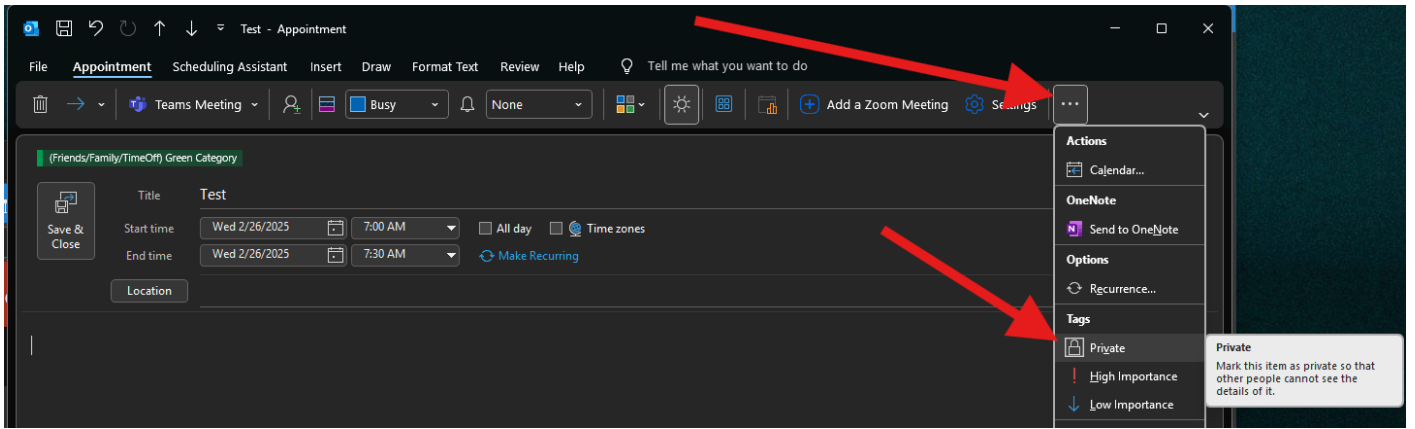 Test - Appointment
File Appointment Scheduling Assistant Insert Draw Format Text Review Help Tell me what you want to do
Teams Meeting Busy None Add a Zoom Meeting Settings ...
(Friends/Family/TimeOff) Green Category
Save & Close
Title Test
Start time Wed 2/26/2025 7:00 AM All day Time zones
End time Wed 2/26/2025 7:30 AM Make Recurring
Location
Actions
Calendar...
OneNote
Send to OneNote
Options
Recurrence...
Tags
Private
High Importance
Low Importance
Private
Mark this item as private so that
other people cannot see the
details of it.